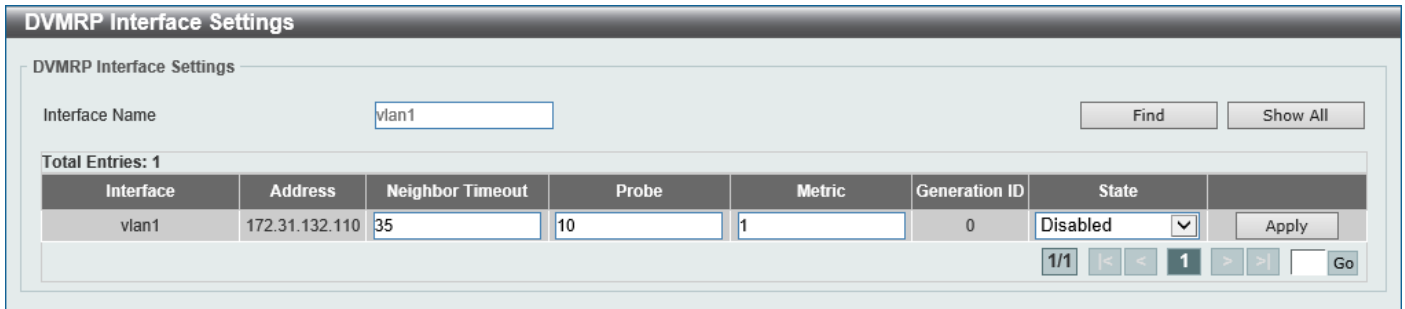 DVMRP Interface Settings
DVMRP Interface Settings
Interface Name vlan1 Find Show All
Total Entries: 1
Interface Address Neighbor Timeout Probe Metric Generation ID State
vlan1 172.31.132.110 35 10 1 0 Disabled Apply
1/1 |< < 1 > >| Go